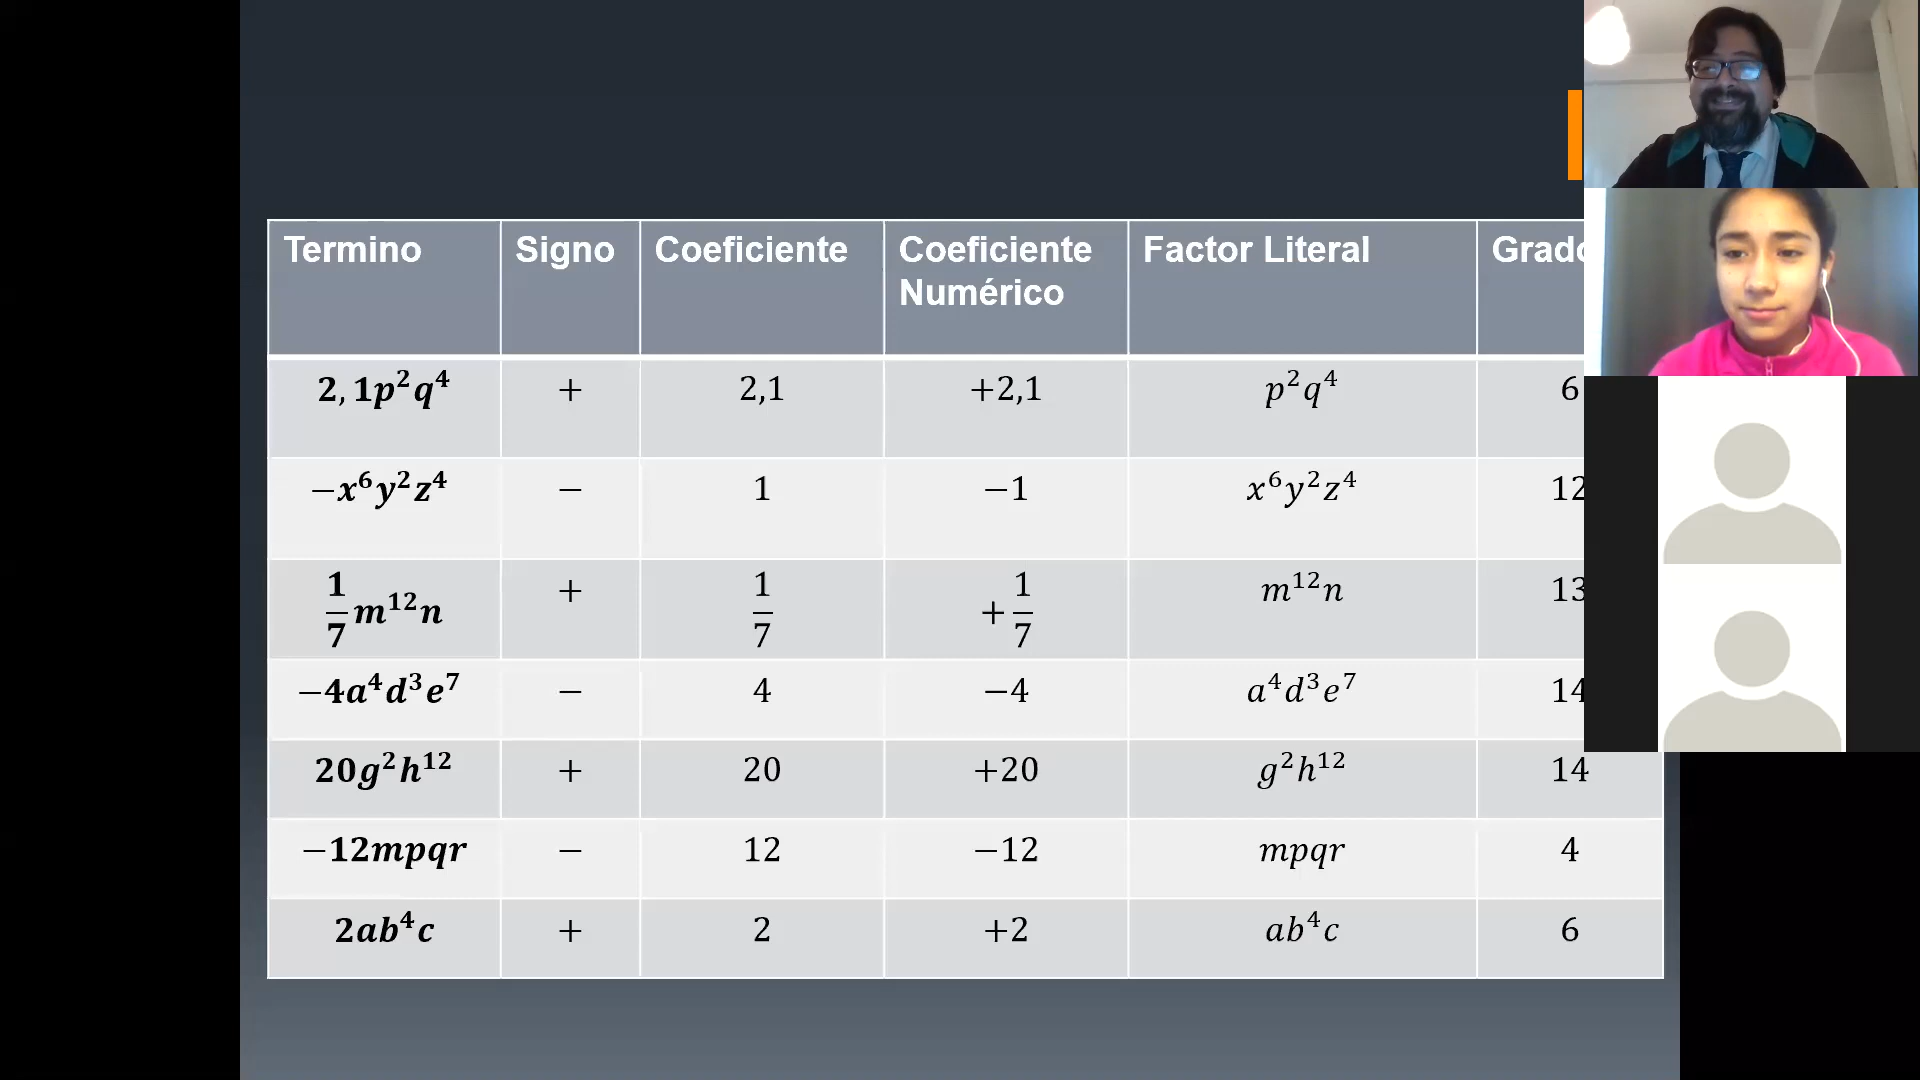 Termino Signo Coeficiente Coeficiente Numérico Factor Literal Grado
2,1p²q⁴ + 2,1 +2,1 p²q⁴ 6
−x⁶y²z⁴ − 1 −1 x⁶y²z⁴ 12
1/7 m¹²n + 1/7 +1/7 m¹²n 13
−4a⁴d³e⁷ − 4 −4 a⁴d³e⁷ 14
20g²h¹² + 20 +20 g²h¹² 14
−12mpqr − 12 −12 mpqr 4
2ab⁴c + 2 +2 ab⁴c 6